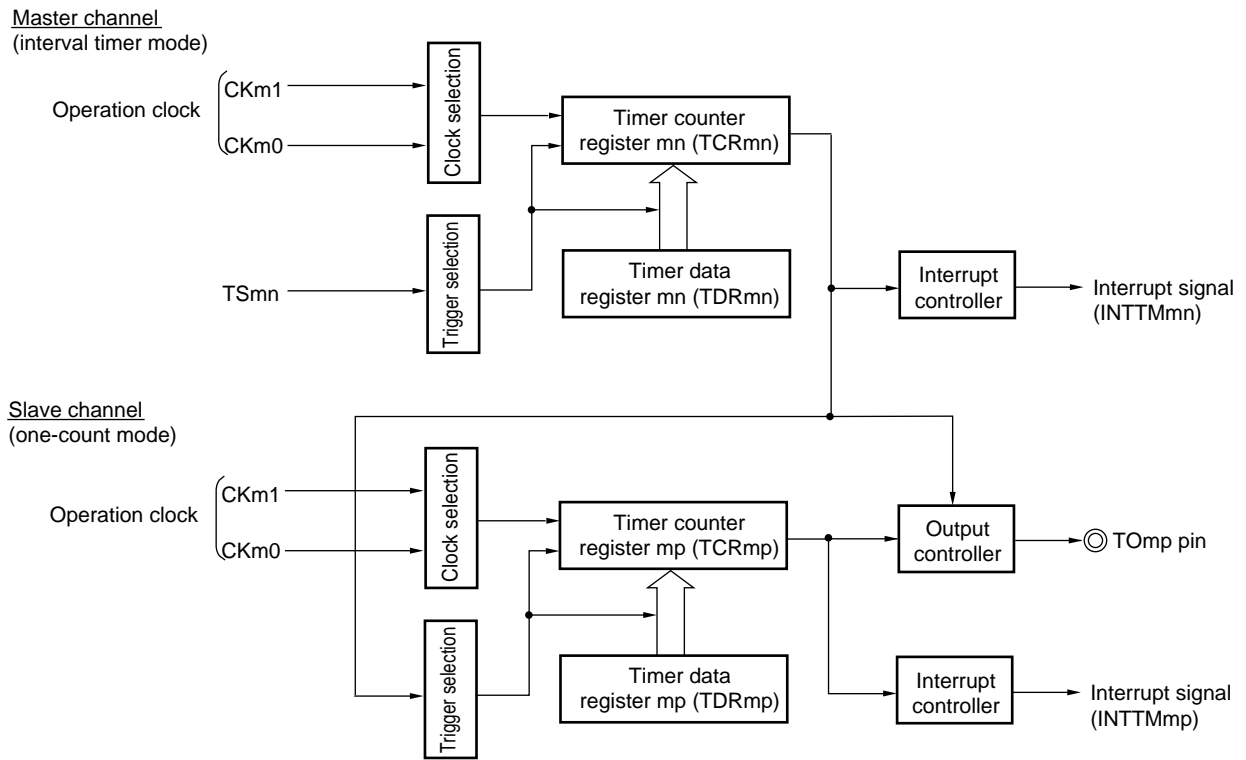 Master channel
(interval timer mode)
Operation clock
CKm1
CKm0
Clock selection
Timer counter
register mn (TCRmn)
TSmn
Trigger selection
Timer data
register mn (TDRmn)
Interrupt
controller
Interrupt signal
(INTTMmn)
Slave channel
(one-count mode)
Operation clock
CKm1
CKm0
Clock selection
Timer counter
register mp (TCRmp)
Output
controller
TOmp pin
Trigger selection
Timer data
register mp (TDRmp)
Interrupt
controller
Interrupt signal
(INTTMmp)